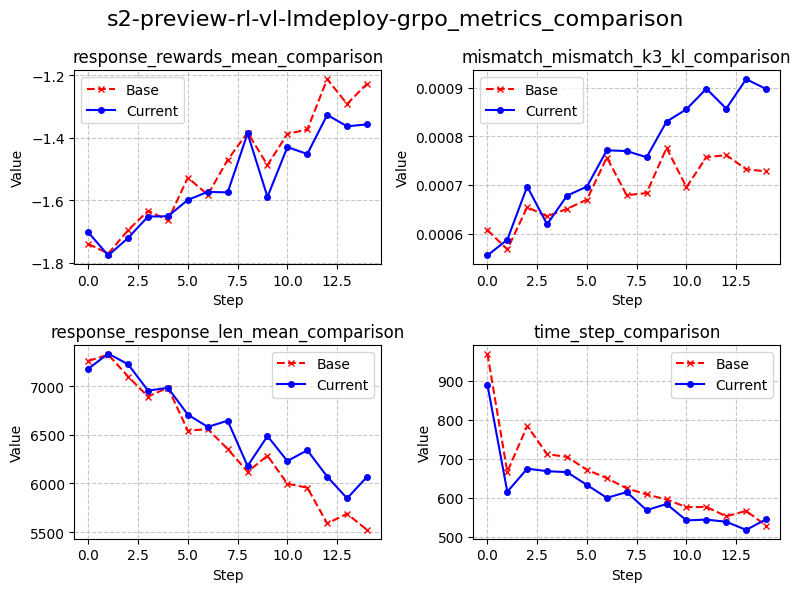 s2-preview-rl-vl-lmdeploy-grpo_metrics_comparison
response_rewards_mean_comparison
Base
Current
−1.2
−1.4
−1.6
−1.8
Value
0.0 2.5 5.0 7.5 10.0 12.5
Step
mismatch_mismatch_k3_kl_comparison
Base
Current
0.0009
0.0008
0.0007
0.0006
Value
0.0 2.5 5.0 7.5 10.0 12.5
Step
response_response_len_mean_comparison
Base
Current
7000
6500
6000
5500
Value
0.0 2.5 5.0 7.5 10.0 12.5
Step
time_step_comparison
Base
Current
900
800
700
600
500
Value
0.0 2.5 5.0 7.5 10.0 12.5
Step